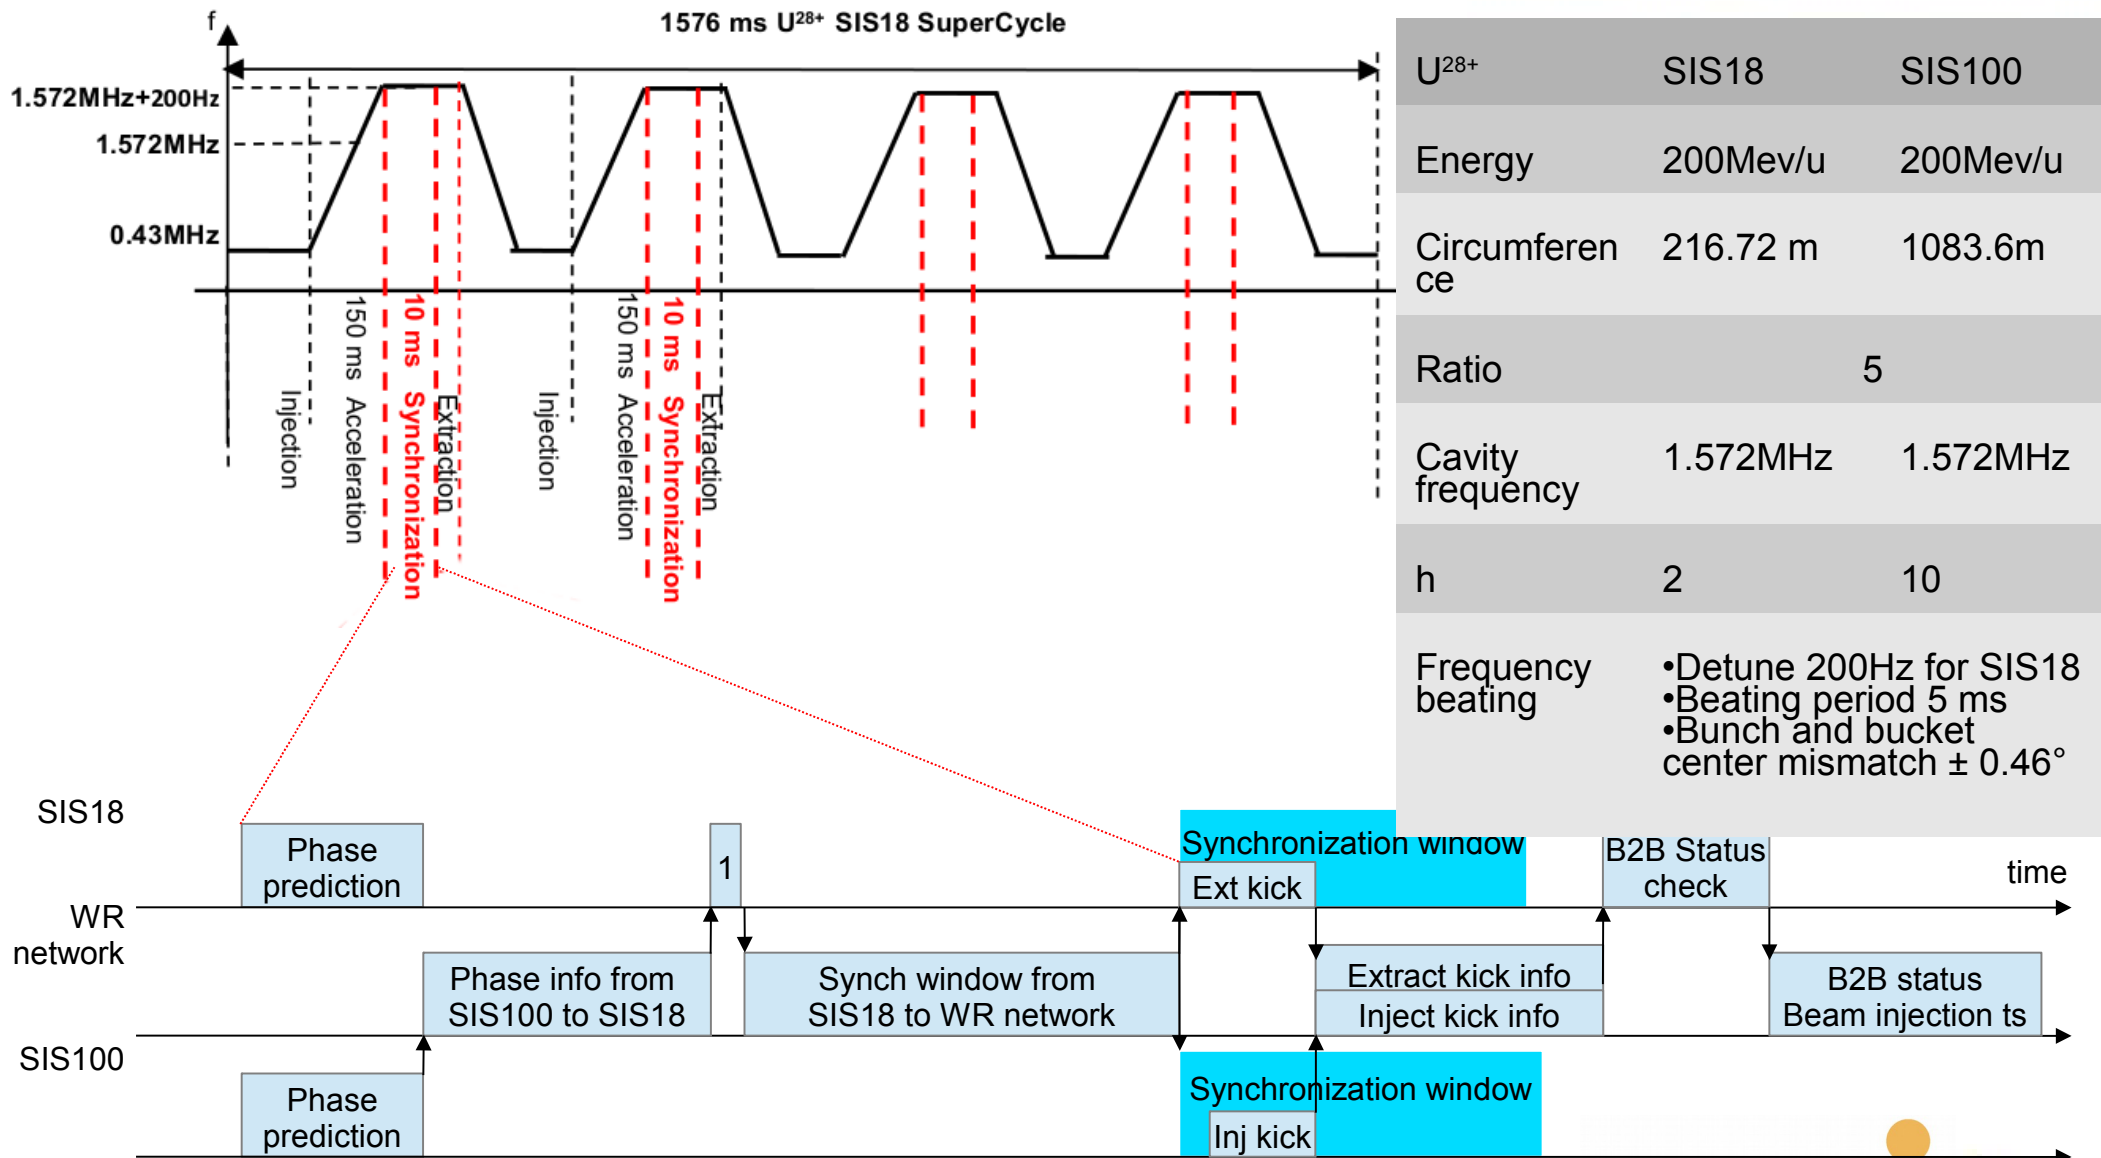 f
1576 ms U28+ SIS18 SuperCycle
1.572MHz+200Hz
1.572MHz
0.43MHz
Injection
150 ms Acceleration
10 ms Synchronization
Extraction
Injection
150 ms Acceleration
10 ms Synchronization
Extraction
U28+ SIS18 SIS100
Energy 200Mev/u 200Mev/u
Circumferen
ce
216.72 m 1083.6m
Ratio 5
Cavity
frequency
1.572MHz 1.572MHz
h 2 10
Frequency
beating
•Detune 200Hz for SIS18
•Beating period 5 ms
•Bunch and bucket
center mismatch ± 0.46°
SIS18
Phase
prediction
1
Synchronization window
Ext kick
B2B Status
check
time
WR
network
Phase info from
SIS100 to SIS18
Synch window from
SIS18 to WR network
Extract kick info
Inject kick info
B2B status
Beam injection ts
SIS100
Phase
prediction
Synchronization window
Inj kick